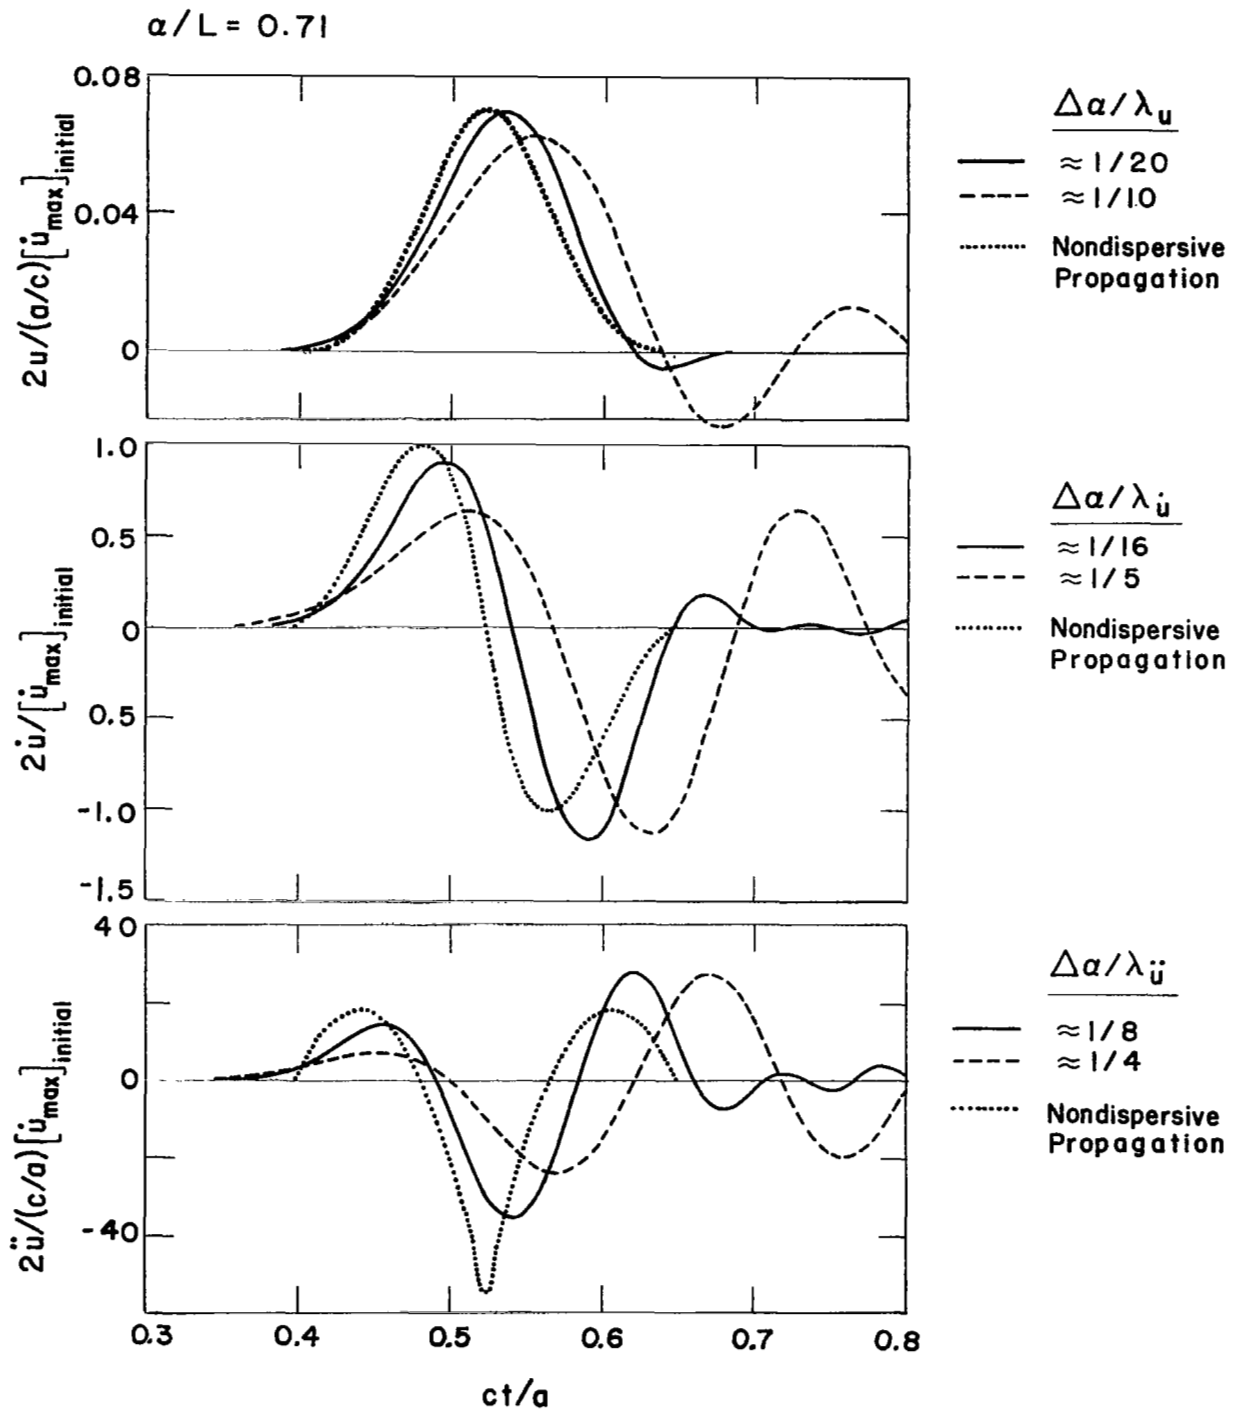 α/L = 0.71
0.08
0.04
0
2u/(a/c)[u̇max]initial
Δα/λu
≈ 1/20
≈ 1/10
Nondispersive
Propagation
1.0
0.5
0
0.5
-1.0
-1.5
2u̇/[u̇max]initial
Δα/λu̇
≈ 1/16
≈ 1/5
Nondispersive
Propagation
40
0
-40
2ü/(c/a)[u̇max]initial
Δα/λü
≈ 1/8
≈ 1/4
Nondispersive
Propagation
0.3 0.4 0.5 0.6 0.7 0.8
ct/a